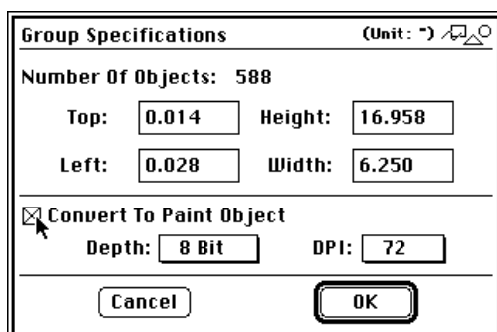 Group Specifications (Unit: ")
Number Of Objects: 588
Top: 0.014 Height: 16.958
Left: 0.028 Width: 6.250
Convert To Paint Object
Depth: 8 Bit DPI: 72
Cancel OK